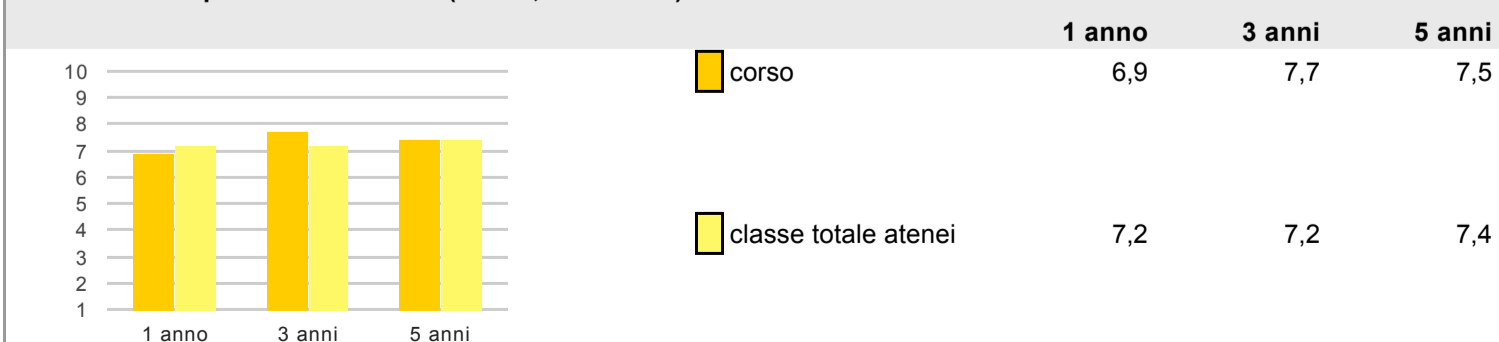 1 anno 3 anni 5 anni
10
9
8
7
6
5
4
3
2
1
1 anno 3 anni 5 anni
corso 6,9 7,7 7,5
classe totale atenei 7,2 7,2 7,4